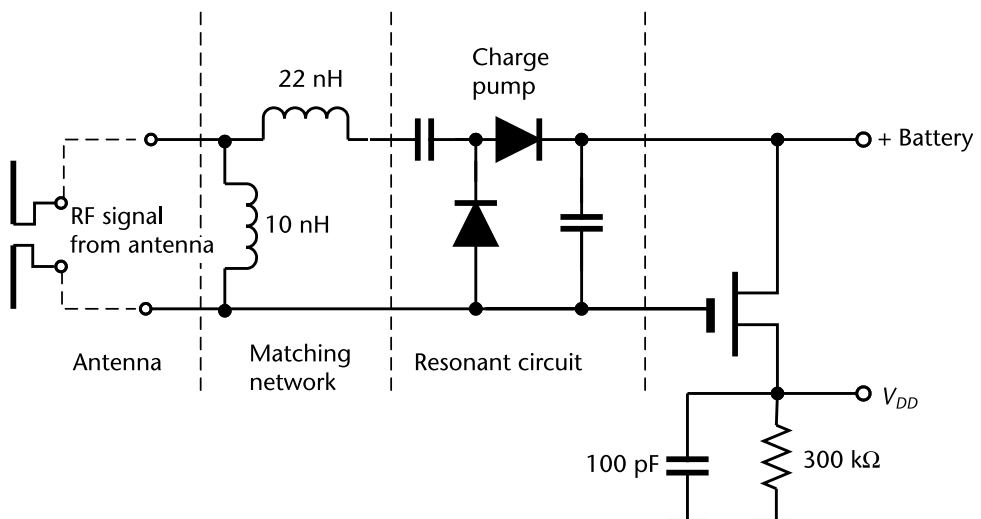 Charge
pump
22 nH
+ Battery
RF signal
from antenna
10 nH
Antenna
Matching
network
Resonant circuit
VDD
100 pF
300 kΩ